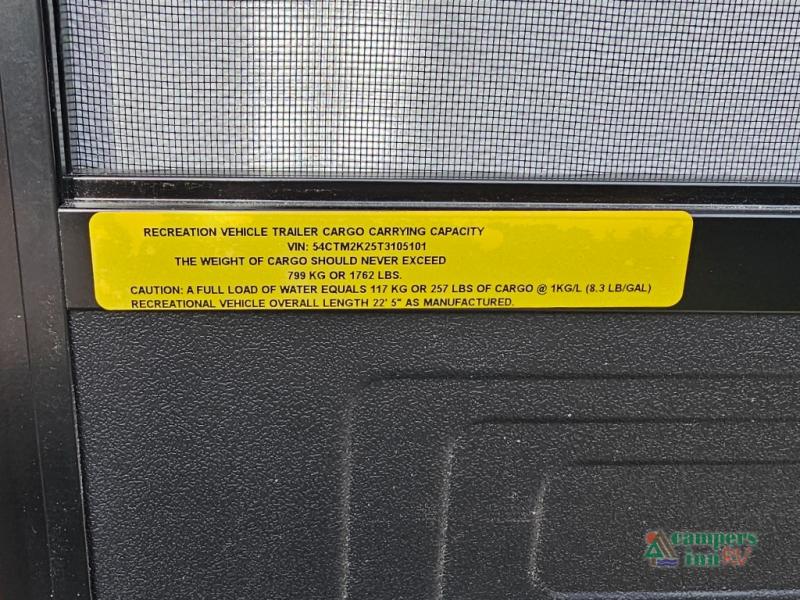 RECREATION VEHICLE TRAILER CARGO CARRYING CAPACITY
VIN: 54CTM2K25T3105101
THE WEIGHT OF CARGO SHOULD NEVER EXCEED
799 KG OR 1762 LBS.
CAUTION: A FULL LOAD OF WATER EQUALS 117 KG OR 257 LBS OF CARGO @ 1KG/L (8.3 LB/GAL)
RECREATIONAL VEHICLE OVERALL LENGTH 22' 5" AS MANUFACTURED.
campers
inn RV